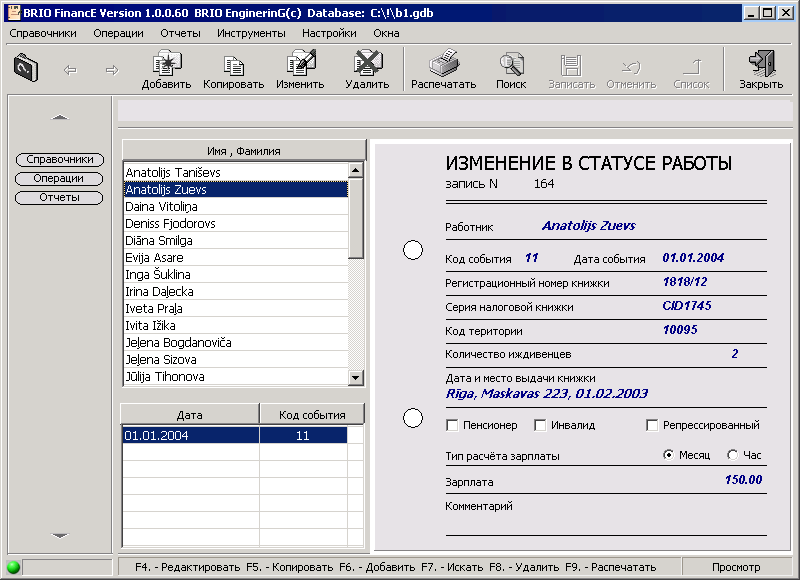 BRIO FinancE Version 1.0.0.60 BRIO EnginerinG(c) Database: C:\!\b1.gdb
Справочники Операции Отчеты Инструменты Настройки Окна
Добавить Копировать Изменить Удалить Распечатать Поиск Записать Отменить Список Закрыть
Справочники
Операции
Отчеты
Имя , Фамилия
Anatolijs Taniševs
Anatolijs Zuevs
Daina Vitoliņa
Deniss Fjodorovs
Diāna Smilga
Evija Asare
Inga Šuklina
Irina Daļecka
Iveta Praļa
Ivita Ižika
Jeļena Bogdanoviča
Jeļena Sizova
Jūlija Tihonova
Дата Код события
01.01.2004 11
ИЗМЕНЕНИЕ В СТАТУСЕ РАБОТЫ
запись N 164
Работник Anatolijs Zuevs
Код события 11 Дата события 01.01.2004
Регистрационный номер книжки 1818/12
Серия налоговой книжки CID1745
Код територии 10095
Количество иждивенцев 2
Дата и место выдачи книжки
Rīga, Maskavas 223, 01.02.2003
Пенсионер Инвалид Репрессированный
Тип расчёта зарплаты Месяц Час
Зарплата 150.00
Комментарий
F4. - Редактировать F5. - Копировать F6. - Добавить F7. - Искать F8. - Удалить F9. - Распечатать Просмотр